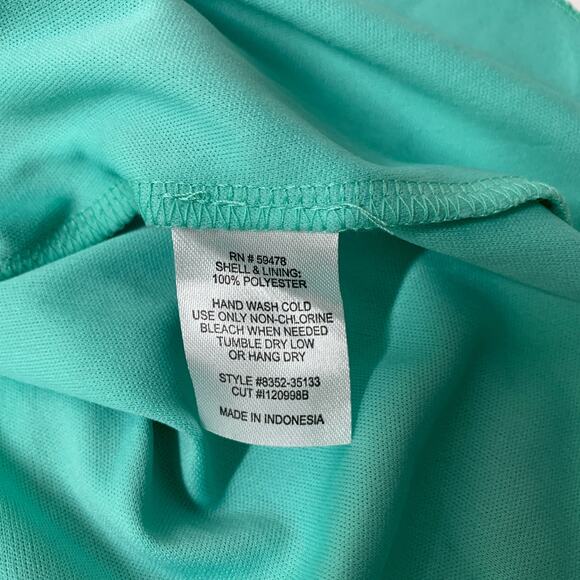 RN # 59478
SHELL & LINING:
100% POLYESTER
HAND WASH COLD
USE ONLY NON-CHLORINE
BLEACH WHEN NEEDED
TUMBLE DRY LOW
OR HANG DRY
STYLE #8352-35133
CUT #I120998B
MADE IN INDONESIA